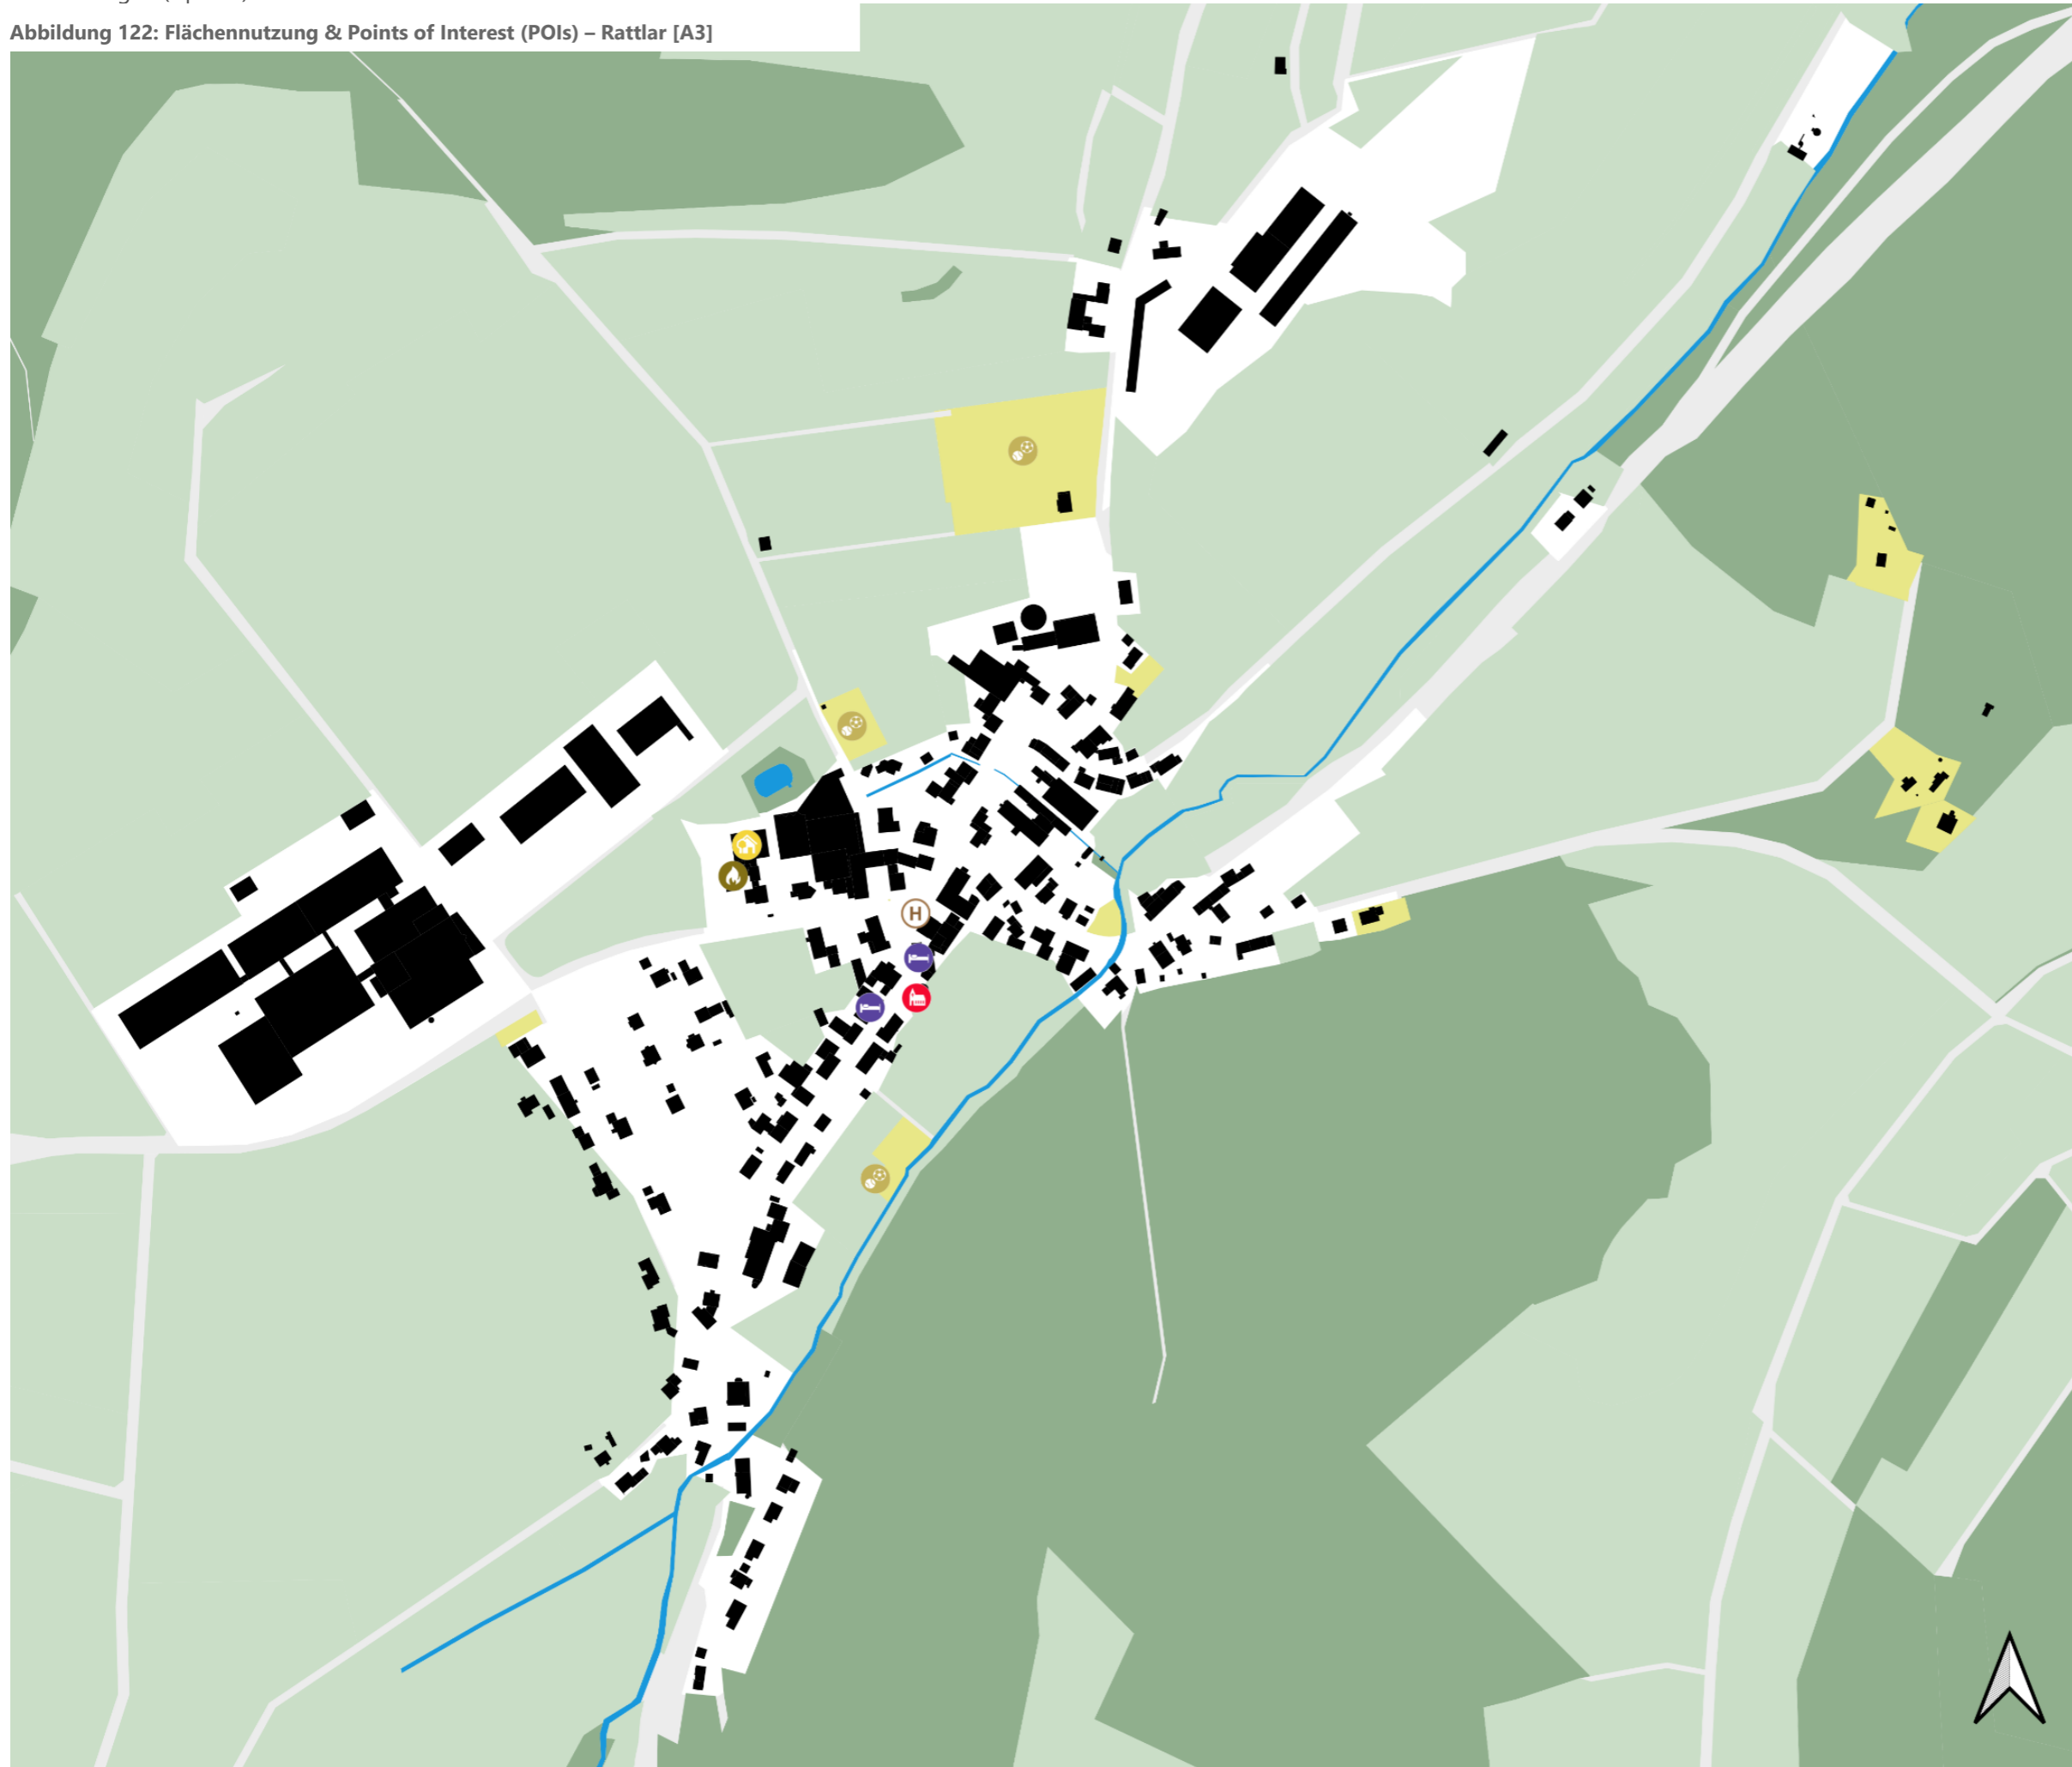 Abbildung 122: Flächennutzung & Points of Interest (POIs) – Rattlar [A3]
H